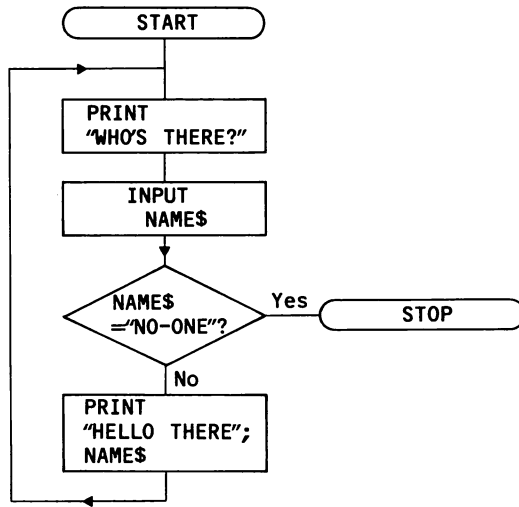 START
PRINT
"WHO'S THERE?"
INPUT
NAME$
NAME$
="NO-ONE"?
Yes
STOP
No
PRINT
"HELLO THERE";
NAME$